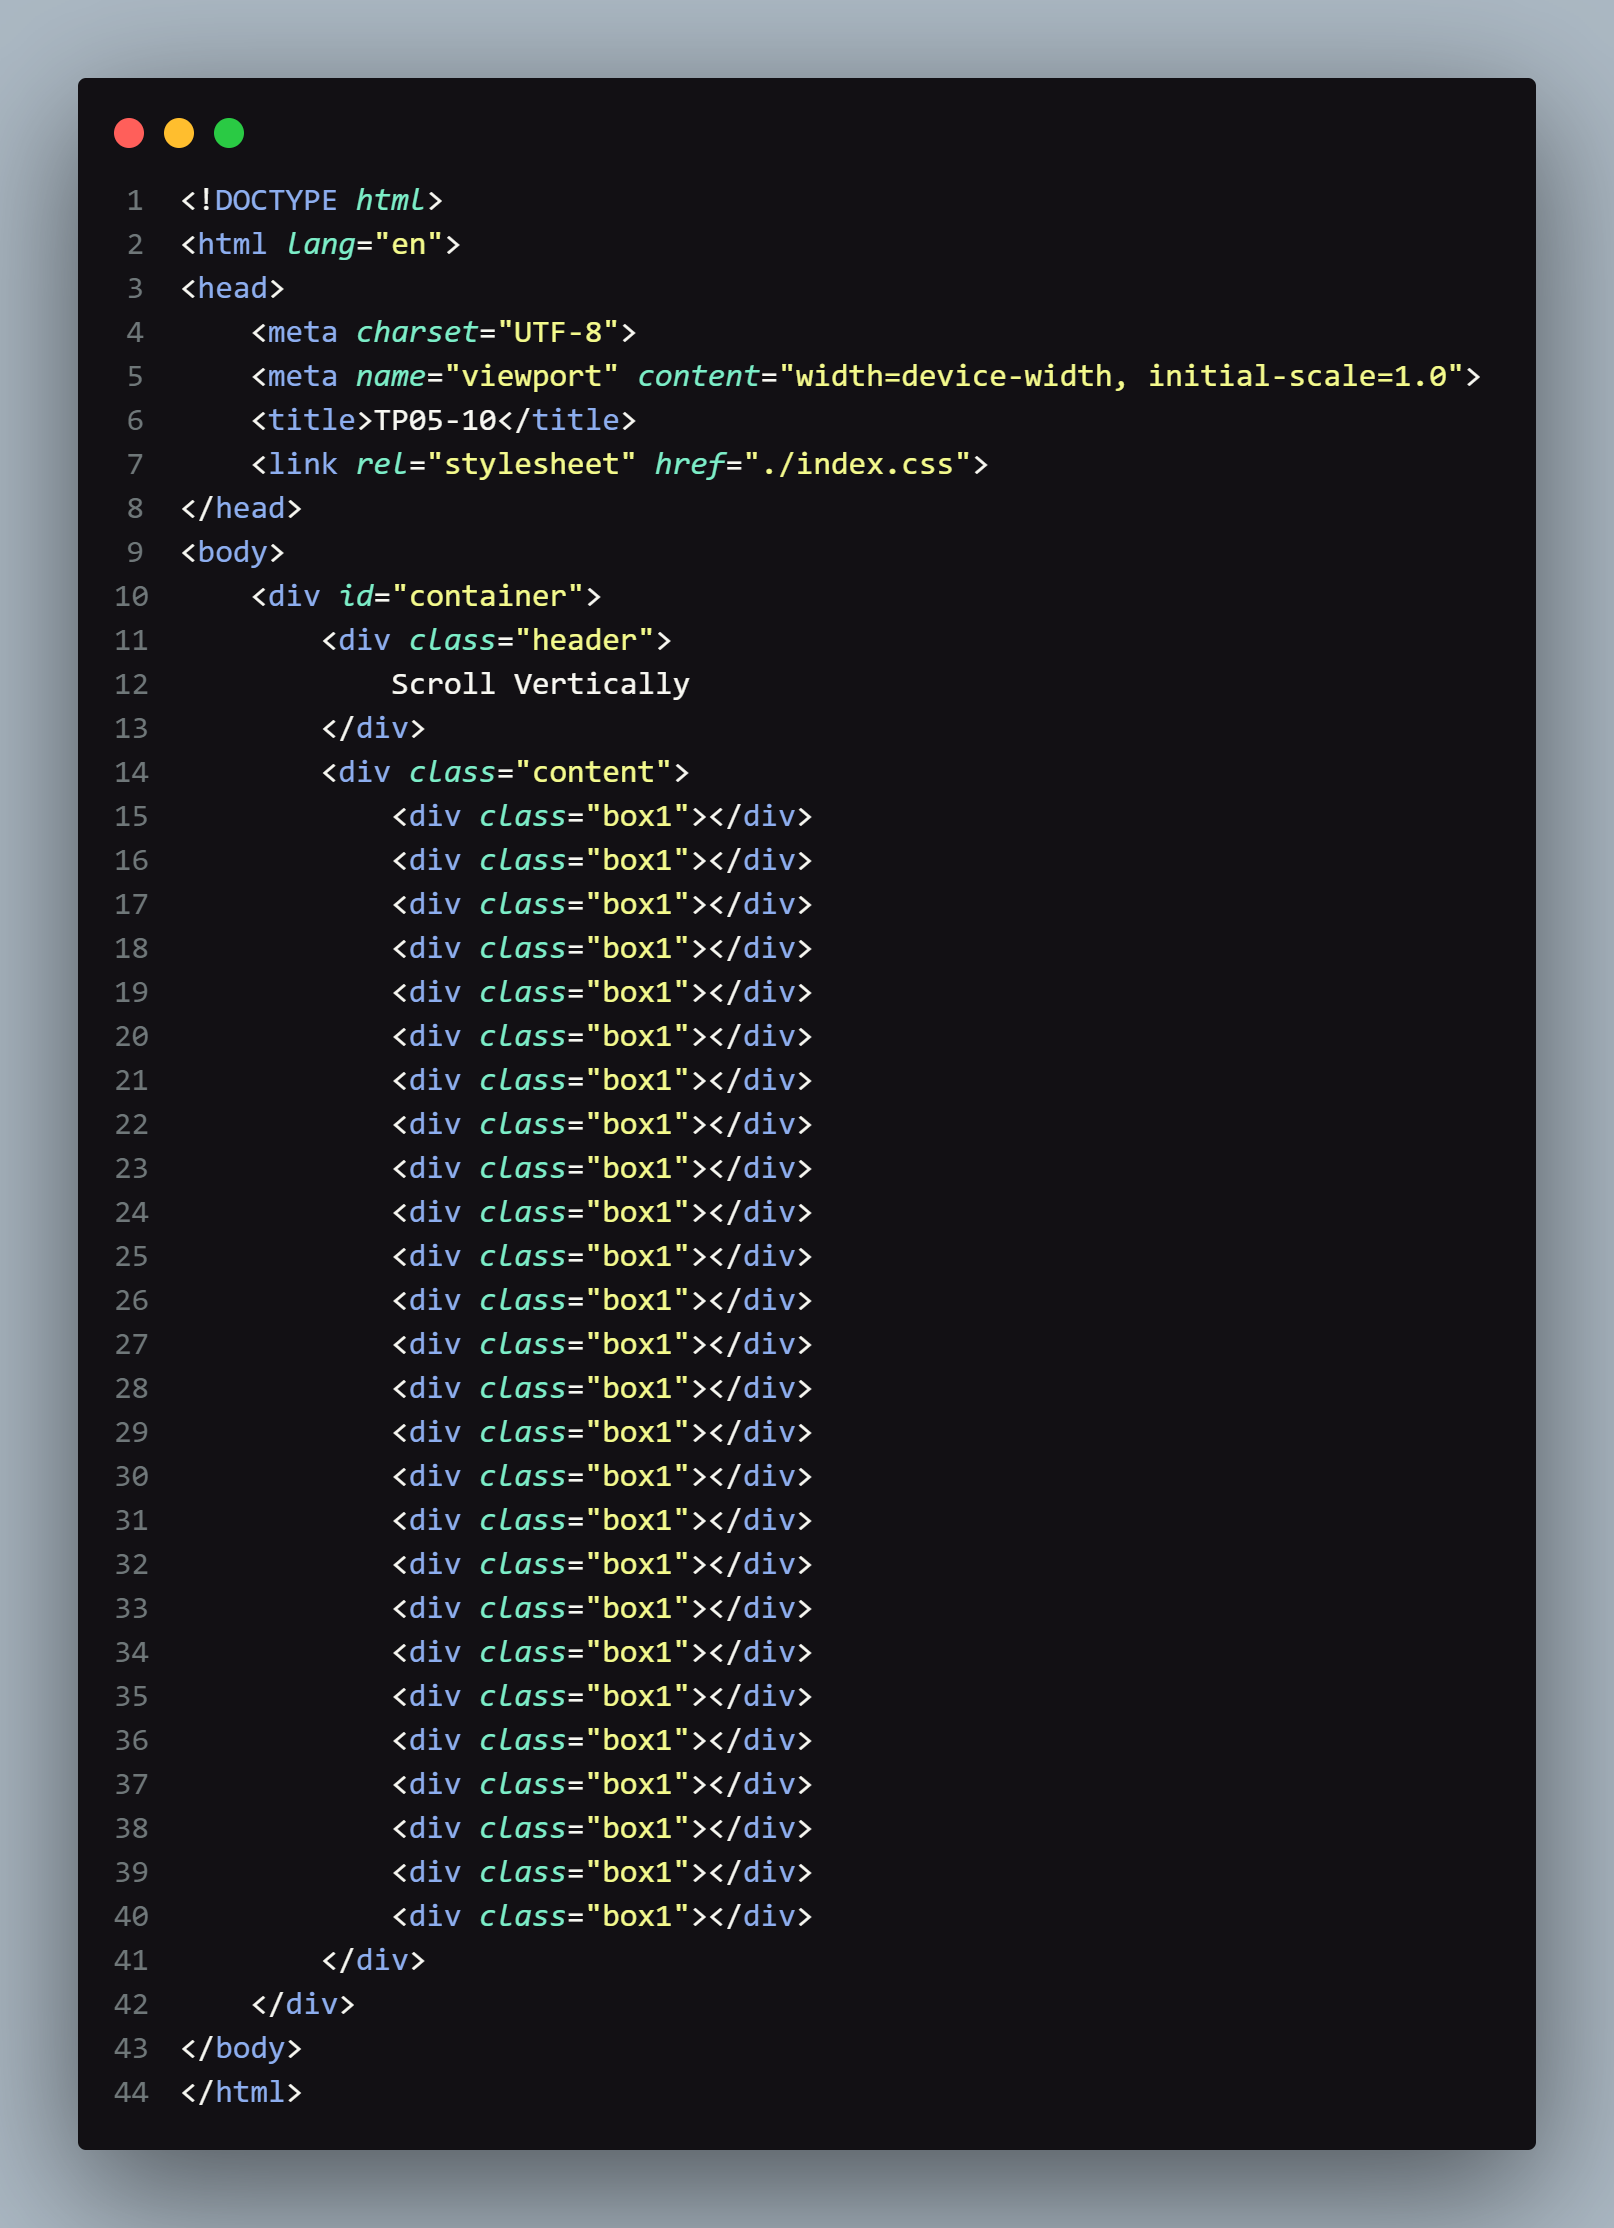 1 <!DOCTYPE html>
2 <html lang="en">
3 <head>
4     <meta charset="UTF-8">
5     <meta name="viewport" content="width=device-width, initial-scale=1.0">
6     <title>TP05-10</title>
7     <link rel="stylesheet" href="./index.css">
8 </head>
9 <body>
10     <div id="container">
11         <div class="header">
12             Scroll Vertically
13         </div>
14         <div class="content">
15             <div class="box1"></div>
16             <div class="box1"></div>
17             <div class="box1"></div>
18             <div class="box1"></div>
19             <div class="box1"></div>
20             <div class="box1"></div>
21             <div class="box1"></div>
22             <div class="box1"></div>
23             <div class="box1"></div>
24             <div class="box1"></div>
25             <div class="box1"></div>
26             <div class="box1"></div>
27             <div class="box1"></div>
28             <div class="box1"></div>
29             <div class="box1"></div>
30             <div class="box1"></div>
31             <div class="box1"></div>
32             <div class="box1"></div>
33             <div class="box1"></div>
34             <div class="box1"></div>
35             <div class="box1"></div>
36             <div class="box1"></div>
37             <div class="box1"></div>
38             <div class="box1"></div>
39             <div class="box1"></div>
40             <div class="box1"></div>
41         </div>
42     </div>
43 </body>
44 </html>